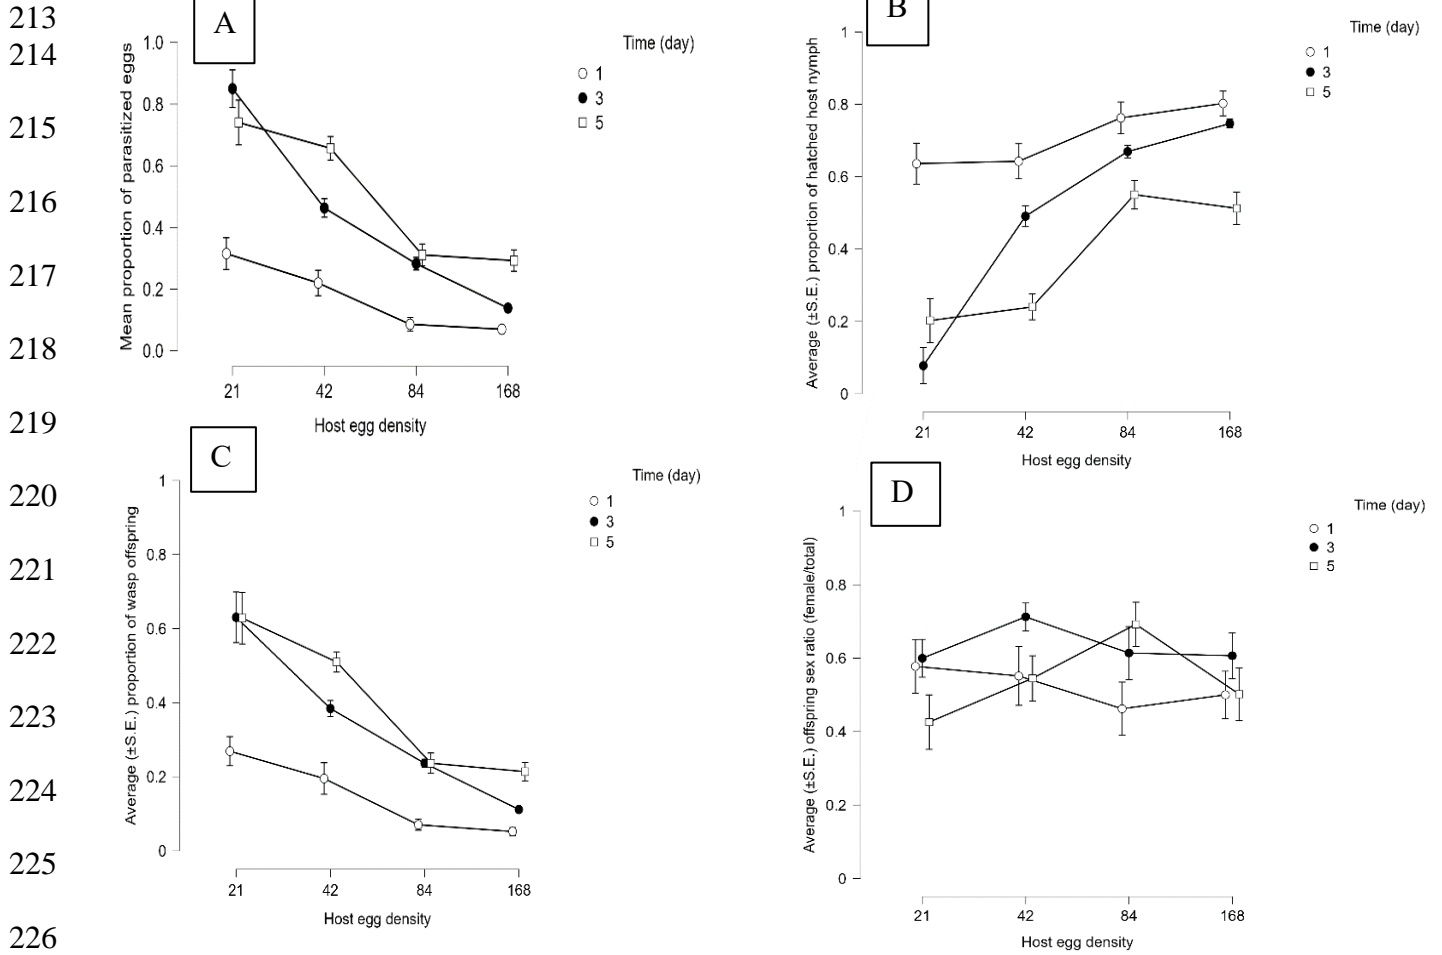 213
214
215
216
217
218
219
220
221
222
223
224
225
226
A
Time (day)
1
3
5
Mean proportion of parasitized eggs
1.0
0.8
0.6
0.4
0.2
0.0
21 42 84 168
Host egg density
B
Time (day)
1
3
5
Average (±S.E.) proportion of hatched host nymph
1
0.8
0.6
0.4
0.2
0
21 42 84 168
Host egg density
C
Time (day)
1
3
5
Average (±S.E.) proportion of wasp offspring
1
0.8
0.6
0.4
0.2
0
21 42 84 168
Host egg density
D
Time (day)
1
3
5
Average (±S.E.) offspring sex ratio (female/total)
1
0.8
0.6
0.4
0.2
0
21 42 84 168
Host egg density